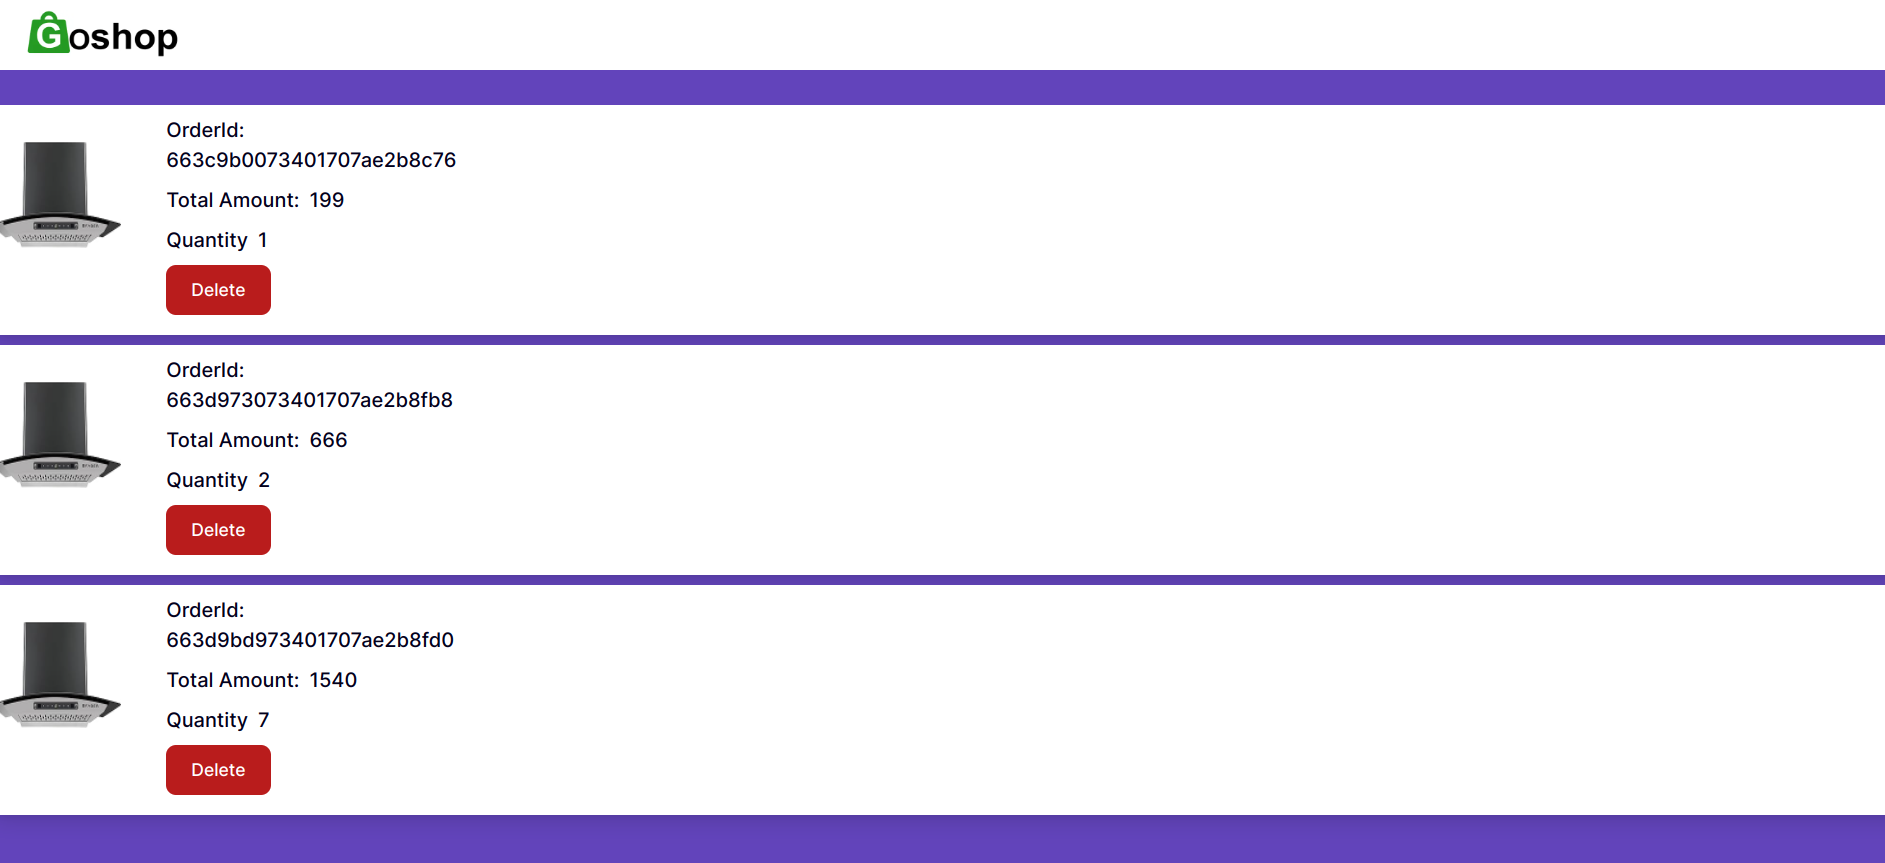 Goshop
OrderId:
663c9b0073401707ae2b8c76
Total Amount: 199
Quantity 1
Delete
OrderId:
663d973073401707ae2b8fb8
Total Amount: 666
Quantity 2
Delete
OrderId:
663d9bd973401707ae2b8fd0
Total Amount: 1540
Quantity 7
Delete